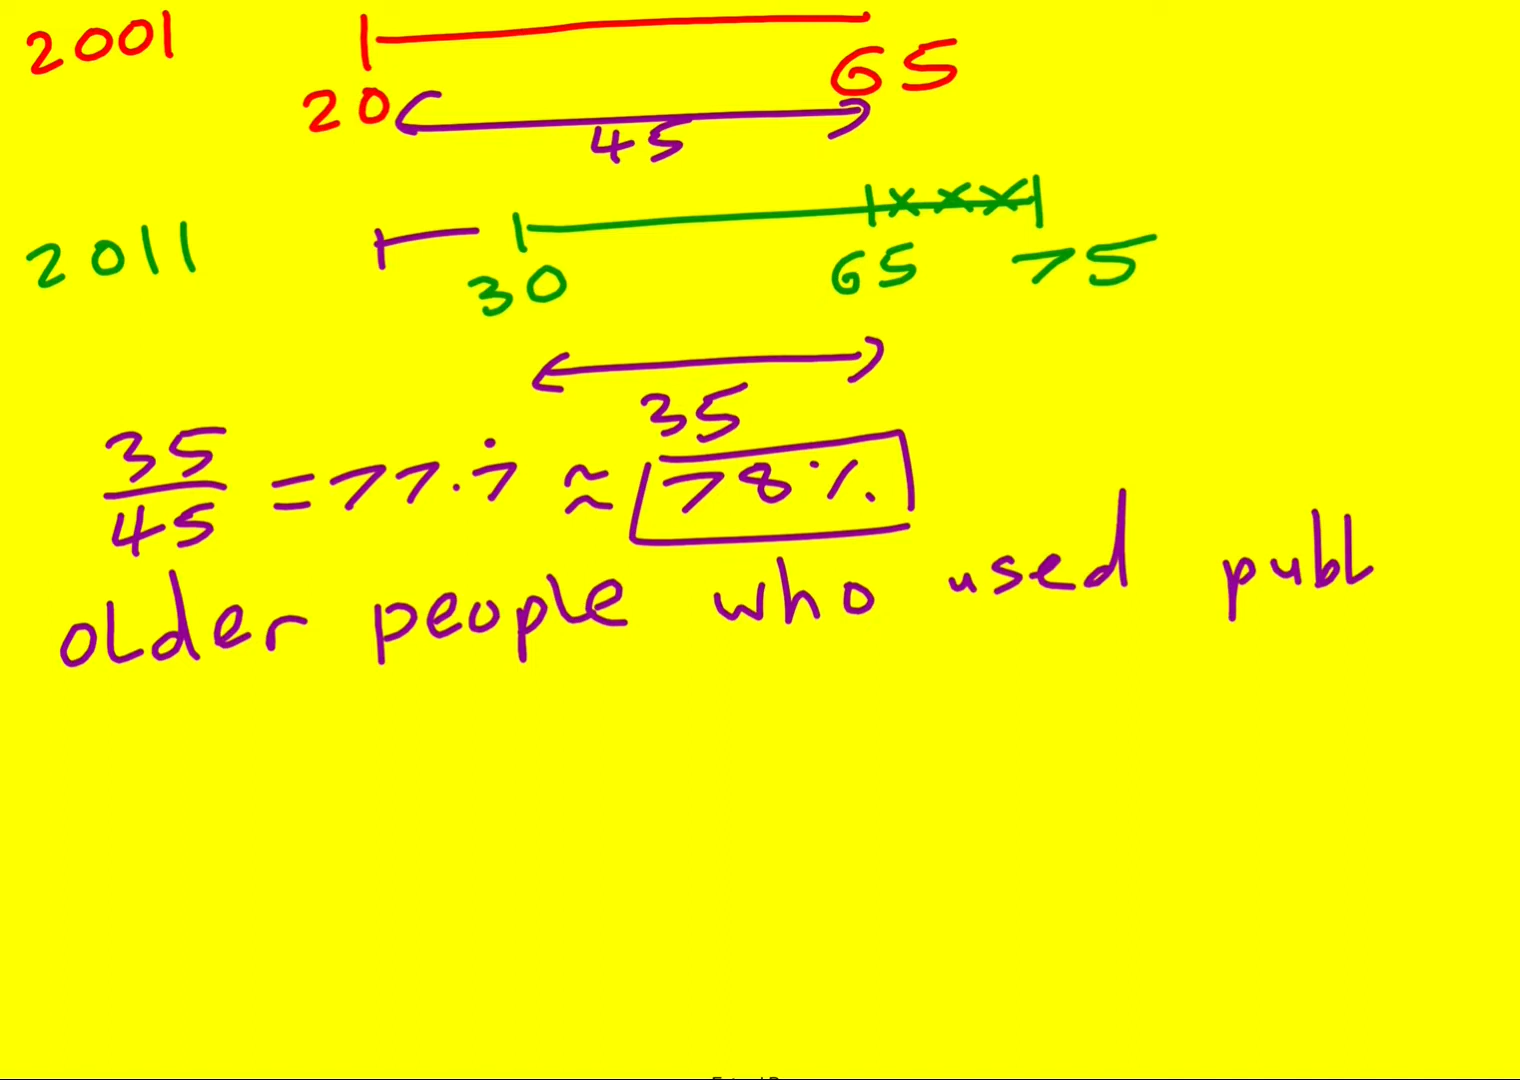 2001
20 65
45
2011
30 65 75
35
35/45 = 77.7̇ ≈ 78%
older people who used publ